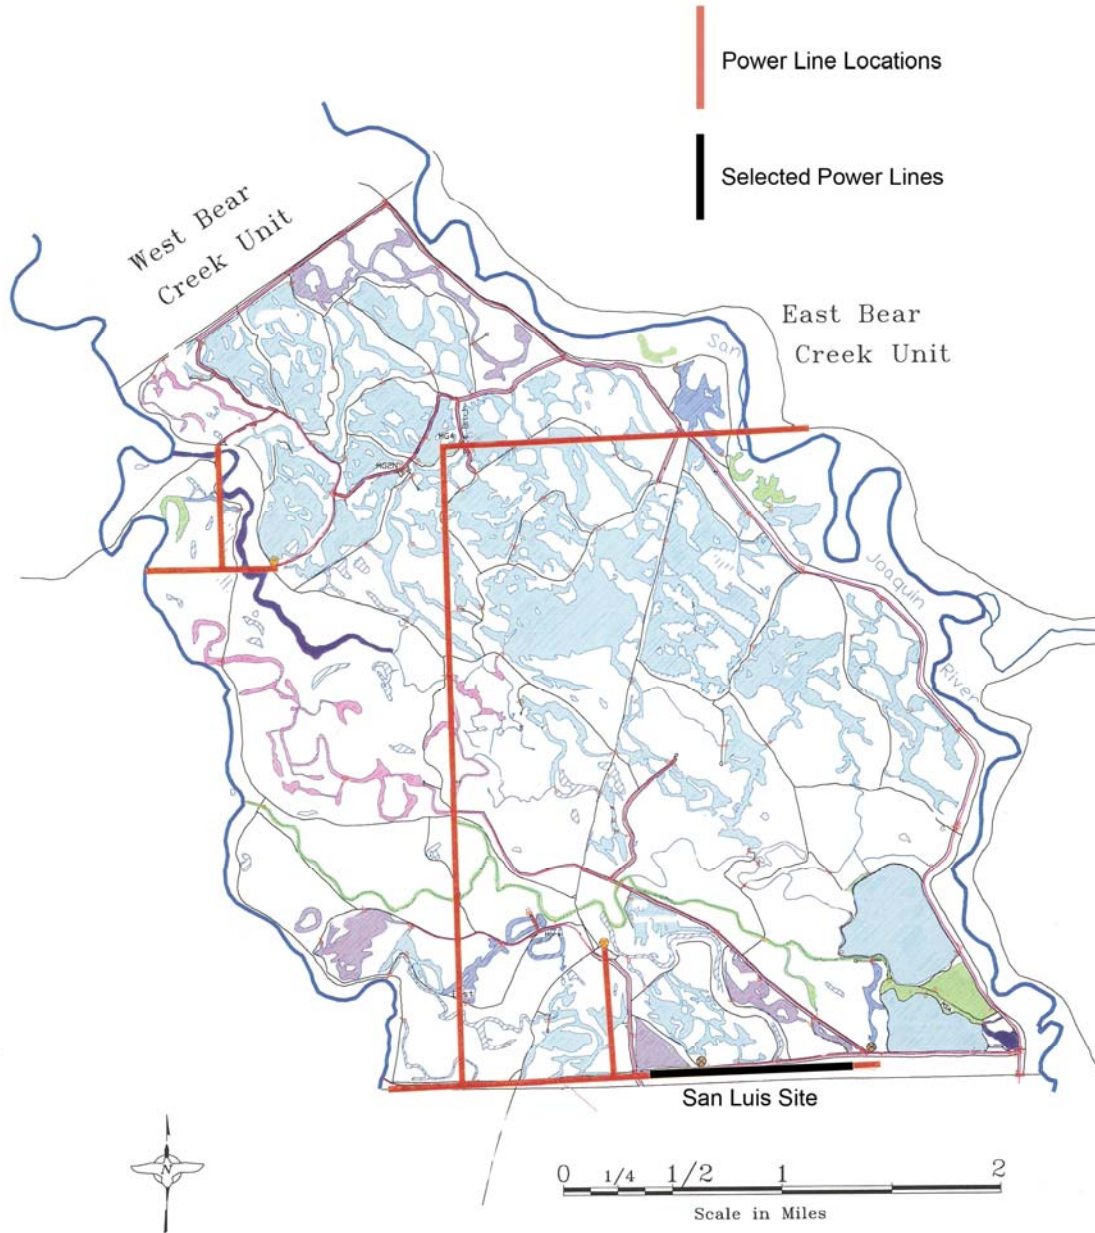 Power Line Locations
Selected Power Lines
West Bear
Creek Unit
East Bear
Creek Unit
San
Joaquin
River
MG4
San Luis Site
N
0 1/4 1/2 1 2
Scale in Miles